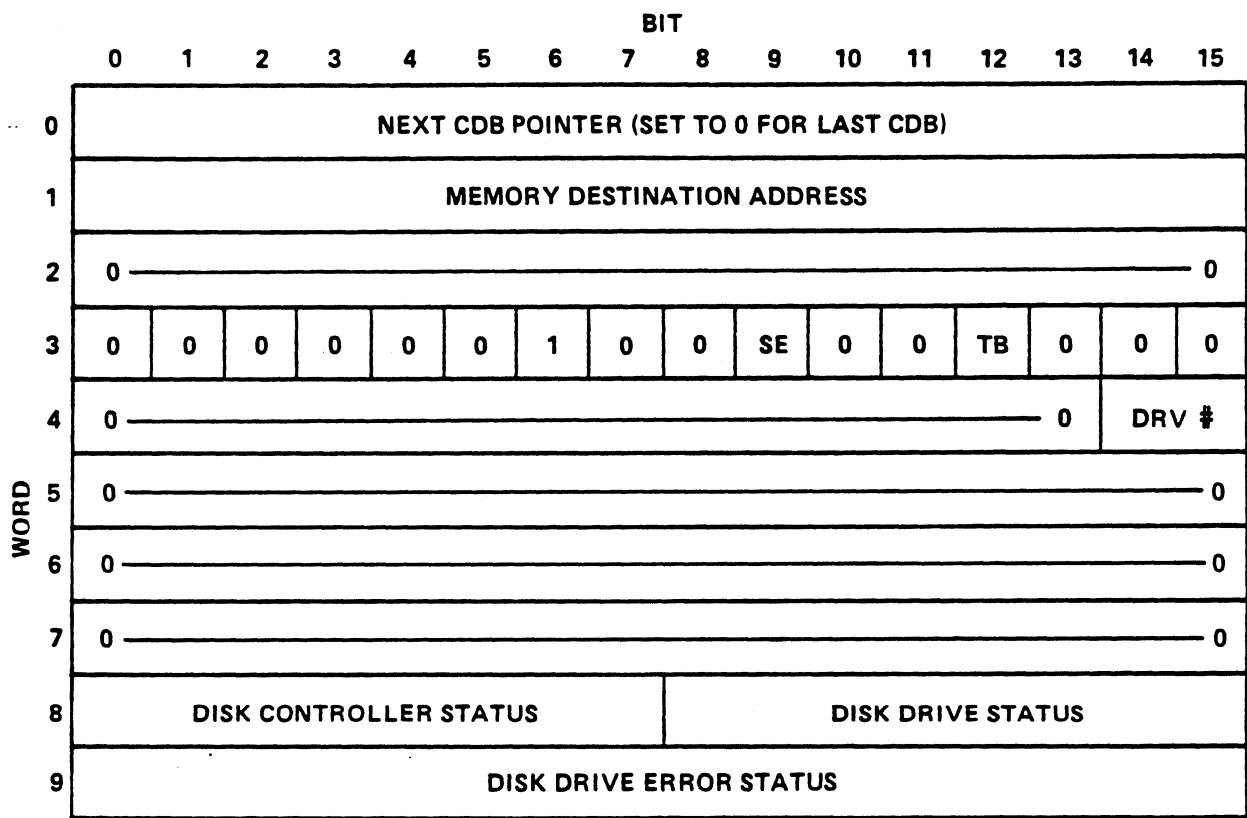 BIT
0 1 2 3 4 5 6 7 8 9 10 11 12 13 14 15
0 NEXT CDB POINTER (SET TO 0 FOR LAST CDB)
1 MEMORY DESTINATION ADDRESS
2 0 0
3 0 0 0 0 0 0 1 0 0 SE 0 0 TB 0 0 0
4 0 0 DRV #
WORD
5 0 0
6 0 0
7 0 0
8 DISK CONTROLLER STATUS DISK DRIVE STATUS
9 DISK DRIVE ERROR STATUS